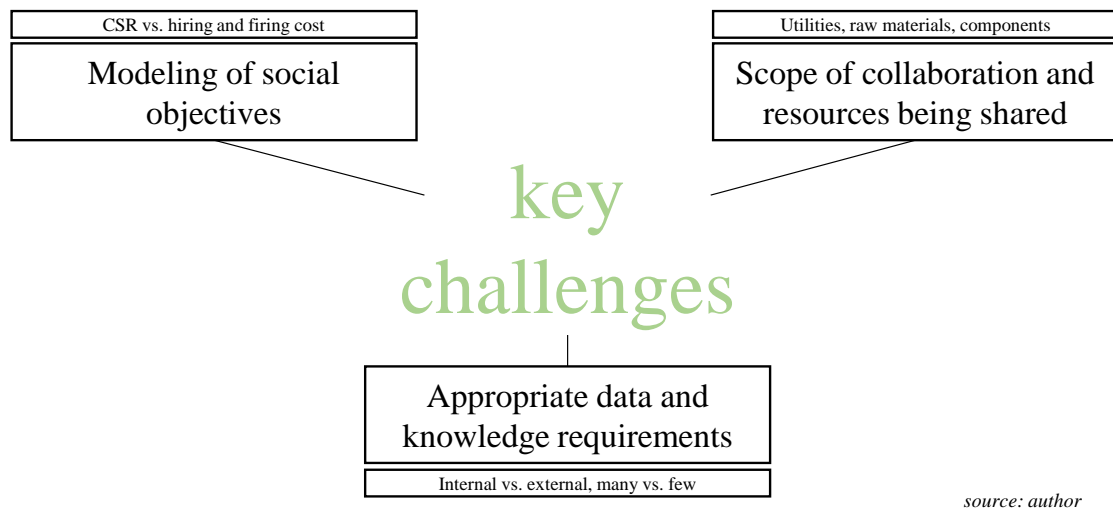 CSR vs. hiring and firing cost
Modeling of social
objectives
Utilities, raw materials, components
Scope of collaboration and
resources being shared
key
challenges
Appropriate data and
knowledge requirements
Internal vs. external, many vs. few
source: author